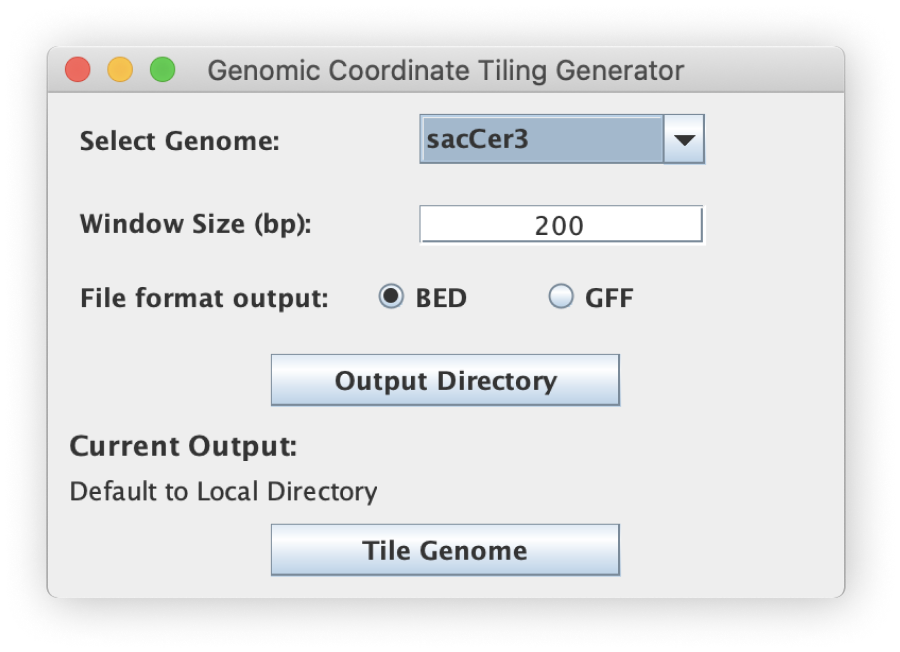 Genomic Coordinate Tiling Generator
Select Genome: sacCer3
Window Size (bp): 200
File format output: BED GFF
Output Directory
Current Output:
Default to Local Directory
Tile Genome